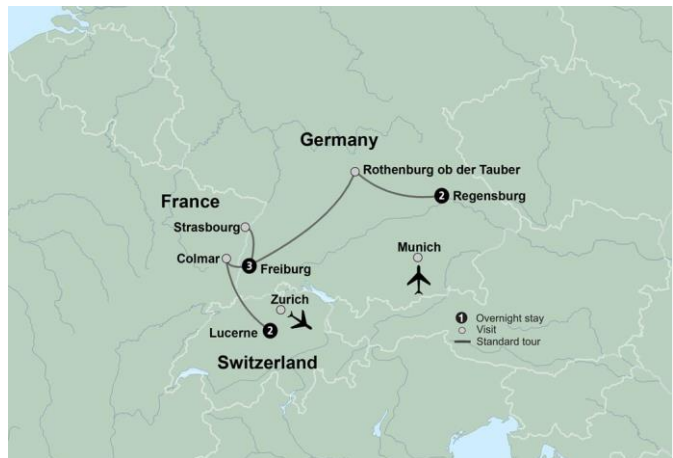 Germany
Rothenburg ob der Tauber
2 Regensburg
France
Strasbourg
Colmar
3 Freiburg
Munich
Zurich
Lucerne 2
Switzerland
1 Overnight stay
Visit
Standard tour